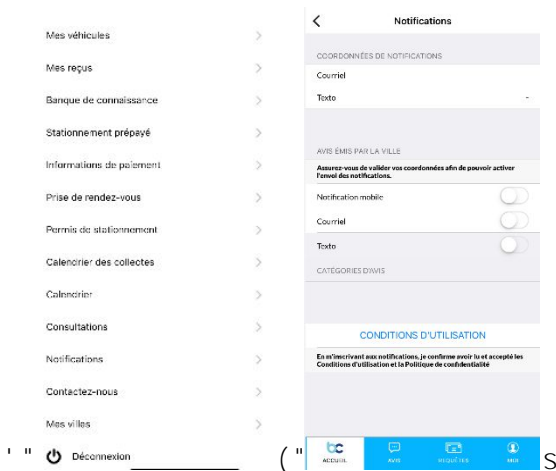 Mes véhicules
Mes reçus
Banque de connaissance
Stationnement prépayé
Informations de paiement
Prise de rendez-vous
Permis de stationnement
Calendrier des collectes
Calendrier
Consultations
Notifications
Contactez-nous
Mes villes
' " Déconnexion
Notifications
COORDONNÉES DE NOTIFICATIONS
Courriel
Texto -
AVIS ÉMIS PAR LA VILLE
Assurez-vous de valider vos coordonnées afin de pouvoir activer
l'envoi des notifications.
Notification mobile
Courriel
Texto
CATÉGORIES D'AVIS
CONDITIONS D'UTILISATION
En m'inscrivant aux notifications, je confirme avoir lu et accepté les
Conditions d'utilisation et la Politique de confidentialité
( " bc s
ACCUEIL AVIS REQUÊTES MOI